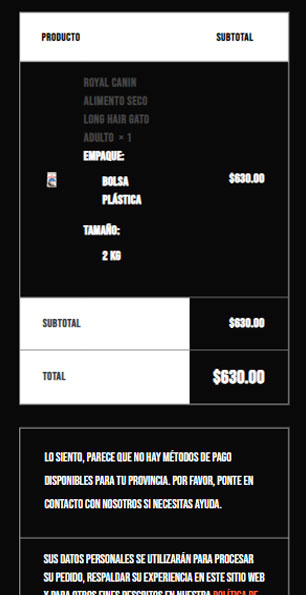 PRODUCTO SUBTOTAL
ROYAL CANIN
ALIMENTO SECO
LONG HAIR GATO
ADULTO × 1
EMPAQUE:
BOLSA
PLÁSTICA
$630.00
TAMAÑO:
2 KG
SUBTOTAL $630.00
TOTAL $630.00
LO SIENTO, PARECE QUE NO HAY MÉTODOS DE PAGO
DISPONIBLES PARA TU PROVINCIA. POR FAVOR, PONTE EN
CONTACTO CON NOSOTROS SI NECESITAS AYUDA.
SUS DATOS PERSONALES SE UTILIZARÁN PARA PROCESAR
SU PEDIDO, RESPALDAR SU EXPERIENCIA EN ESTE SITIO WEB
Y PARA OTROS FINES DESCRITOS EN NUESTRA POLÍTICA DE